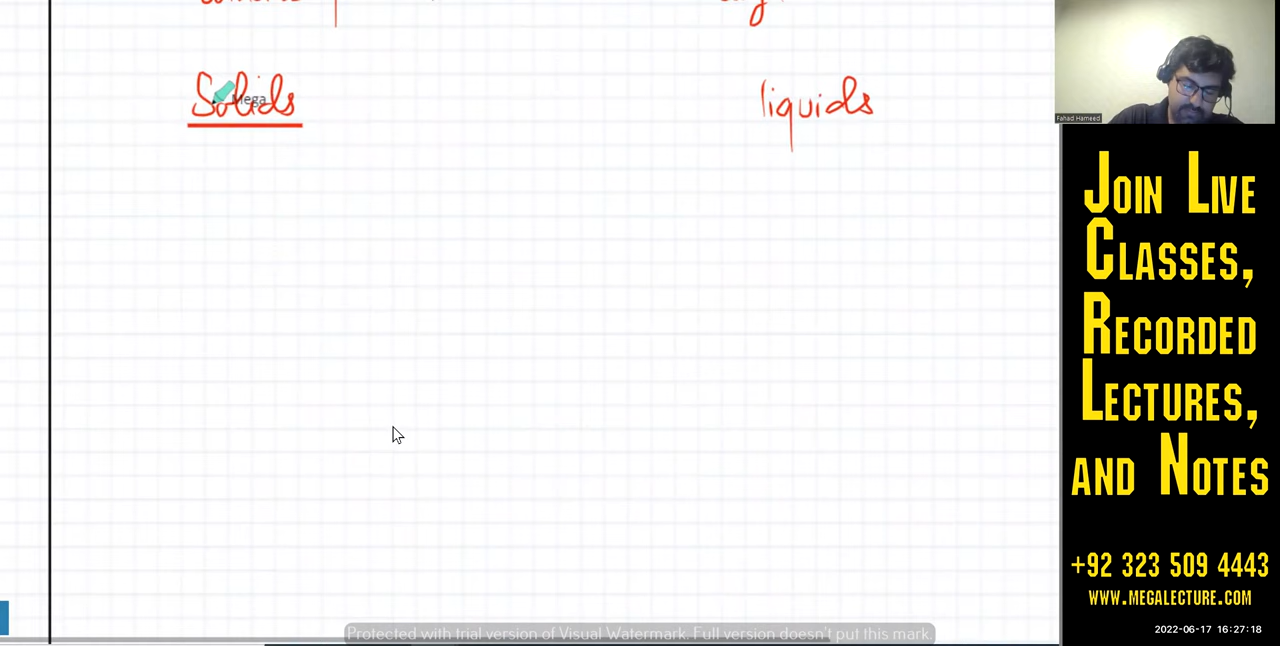 Solids
Mega
liquids
Fahad Hameed
JOIN LIVE
CLASSES,
RECORDED
LECTURES,
AND NOTES
+92 323 509 4443
WWW.MEGALECTURE.COM
2022-06-17 16:27:18
Protected with trial version of Visual Watermark. Full version doesn't put this mark.